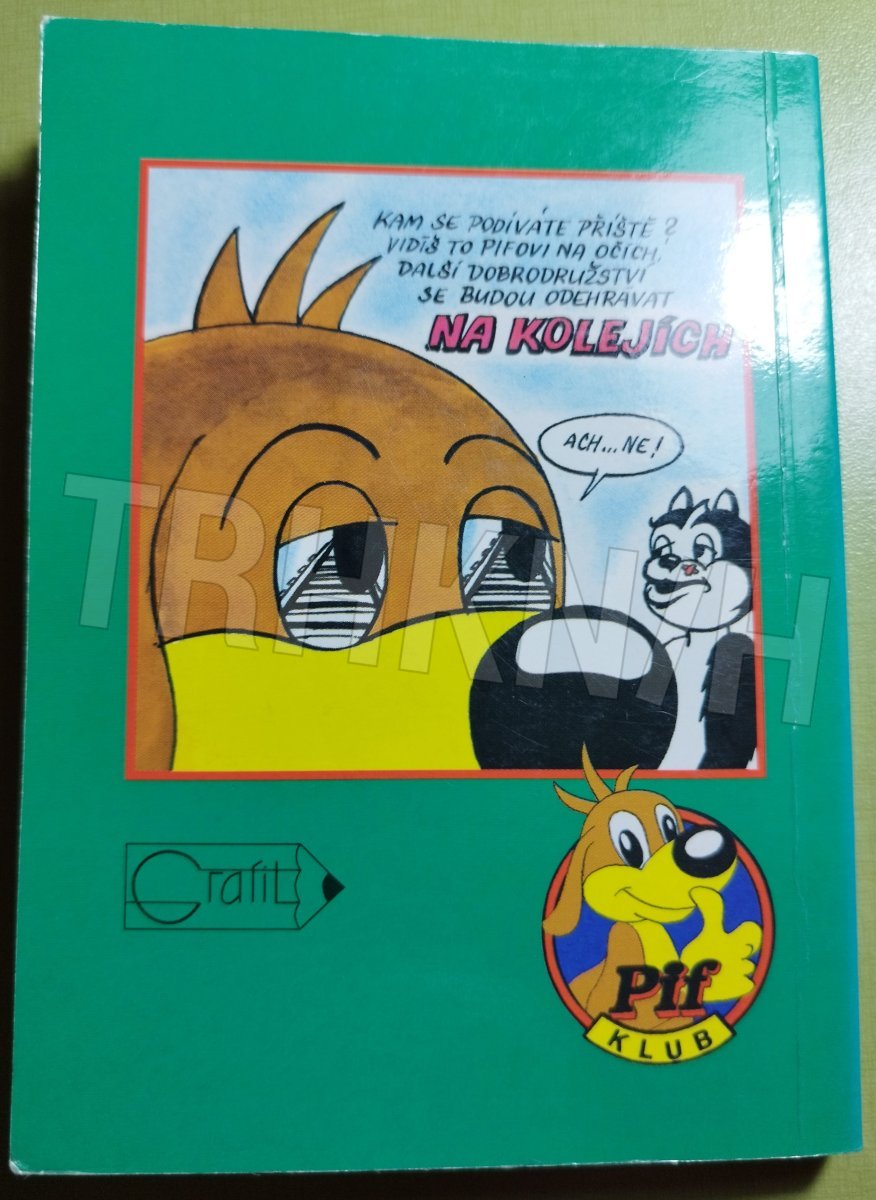 KAM SE PODÍVÁTE PŘÍŠTĚ?
VIDÍŠ TO PIFOVI NA OČÍCH,
DALŠÍ DOBRODRUŽSTVÍ
SE BUDOU ODEHRÁVAT
NA KOLEJÍCH
ACH...NE!
TRHKNIH
Grafit
Pif
KLUB